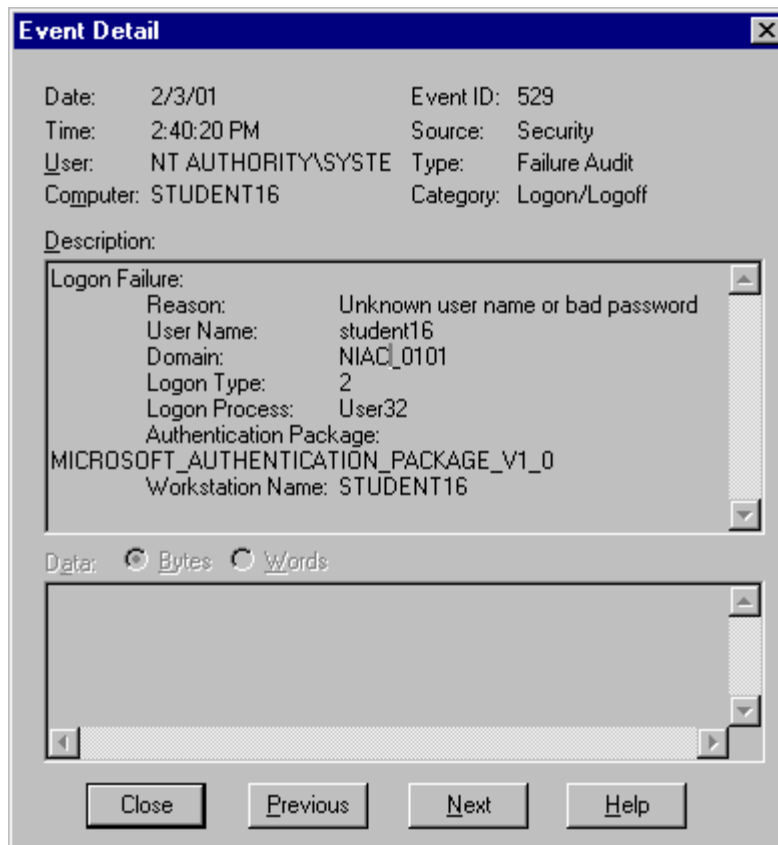 Event Detail
Date: 2/3/01 Event ID: 529
Time: 2:40:20 PM Source: Security
User: NT AUTHORITY\SYSTE Type: Failure Audit
Computer: STUDENT16 Category: Logon/Logoff
Description:
Logon Failure:
Reason: Unknown user name or bad password
User Name: student16
Domain: NIAC_0101
Logon Type: 2
Logon Process: User32
Authentication Package:
MICROSOFT_AUTHENTICATION_PACKAGE_V1_0
Workstation Name: STUDENT16
Data: Bytes Words
Close Previous Next Help